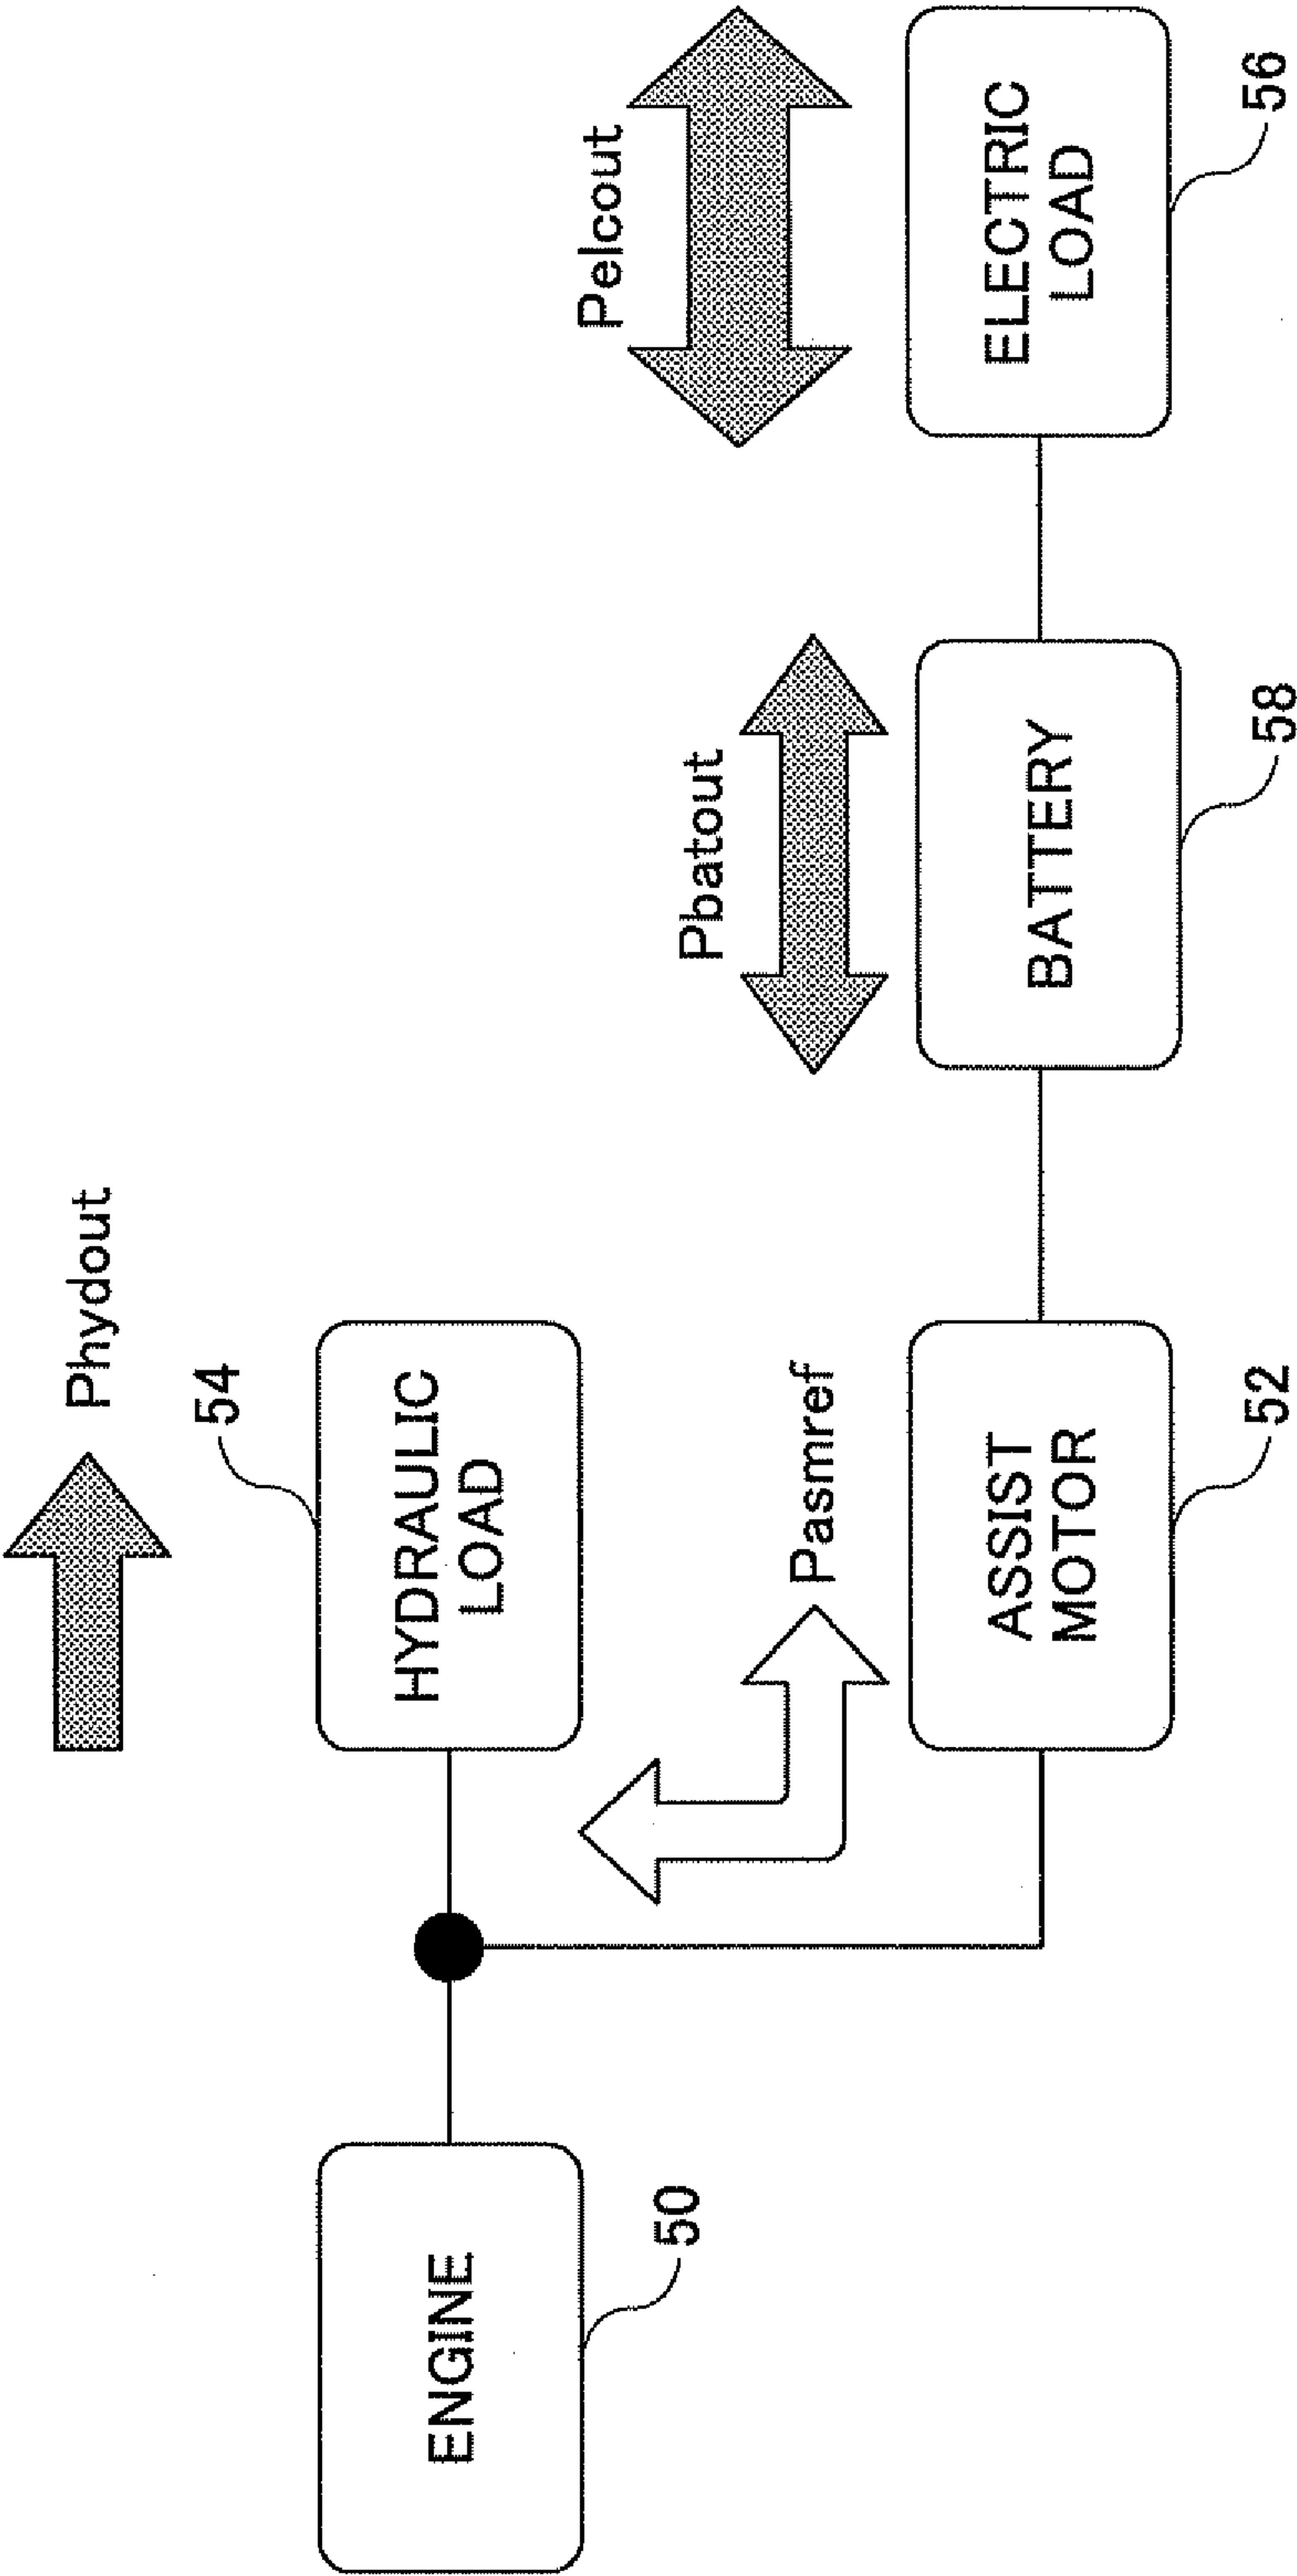 Phydout
54
HYDRAULIC
LOAD
ENGINE
50
Pelcout
Pbatout
Pasmref
ASSIST
MOTOR
52
BATTERY
58
ELECTRIC
LOAD
56